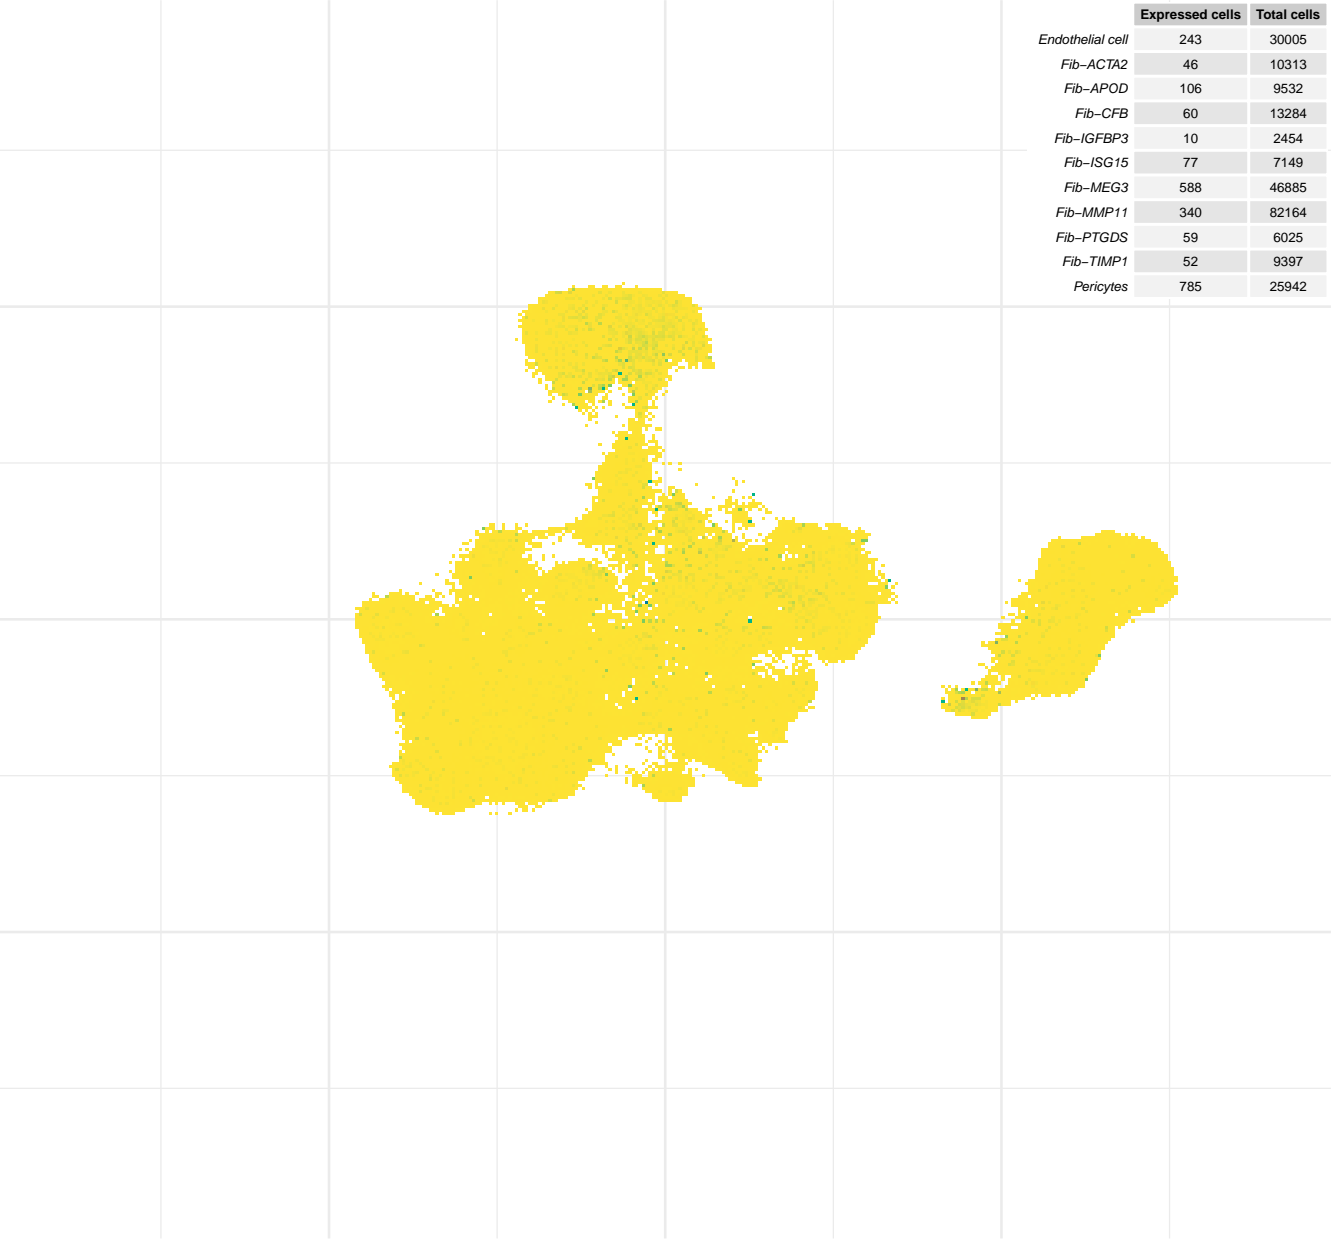 Expressed cells Total cells
Endothelial cell 243 30005
Fib−ACTA2 46 10313
Fib−APOD 106 9532
Fib−CFB 60 13284
Fib−IGFBP3 10 2454
Fib−ISG15 77 7149
Fib−MEG3 588 46885
Fib−MMP11 340 82164
Fib−PTGDS 59 6025
Fib−TIMP1 52 9397
Pericytes 785 25942